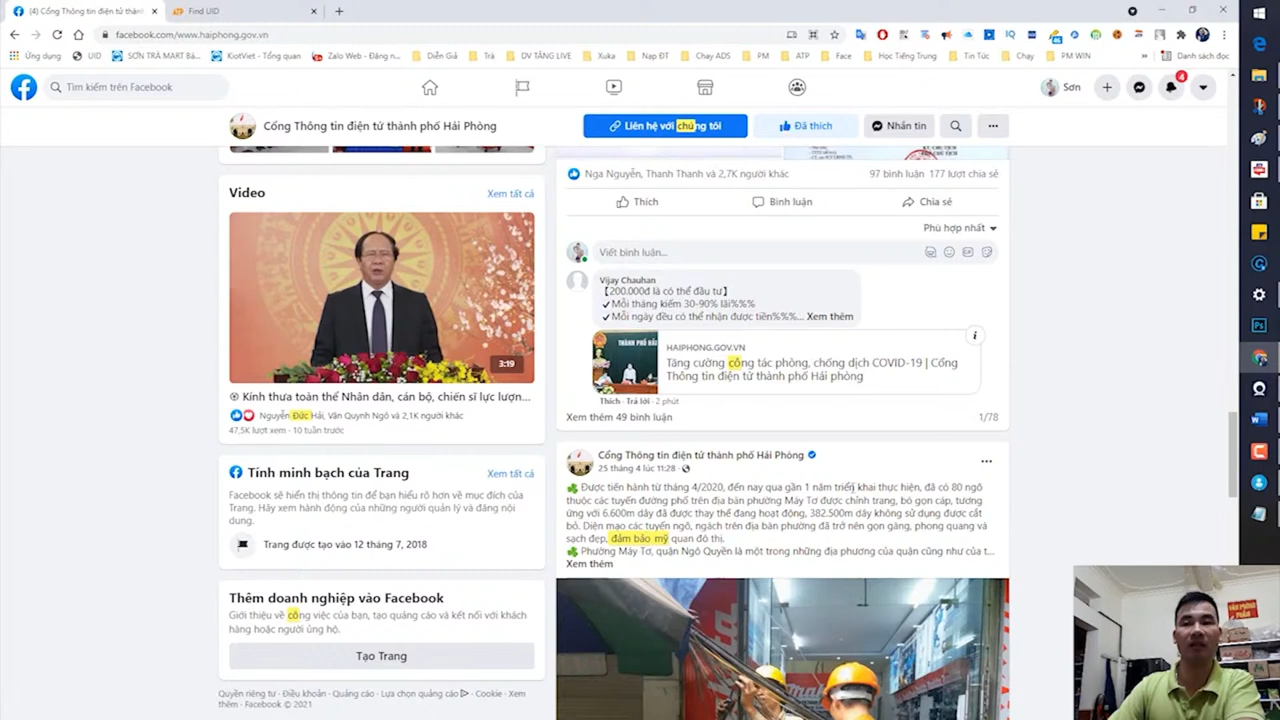 (4) Cổng Thông tin điện tử thành
Find UID
facebook.com/www.haiphong.gov.vn
Ứng dụng
UID
SƠN TRÀ MART Bá...
KiotViet - Tổng quan
Zalo Web - Đăng n...
Diễn Giả
Trà
DV TĂNG LIVE
Xuka
Nạp ĐT
Chạy ADS
PM
ATP
Face
Học Tiếng Trung
Tin Tức
Chạy
PM WIN
Danh sách đọc
Tìm kiếm trên Facebook
Sơn
4
Cổng Thông tin điện tử thành phố Hải Phòng
Liên hệ với chúng tôi
Đã thích
Nhắn tin
Video
Xem tất cả
3:19
Kính thưa toàn thể Nhân dân, cán bộ, chiến sĩ lực lượn...
Nguyễn Đức Hải, Văn Quynh Ngô và 2,1K người khác
47,5K lượt xem · 10 tuần trước
Tính minh bạch của Trang
Xem tất cả
Facebook sẽ hiển thị thông tin để bạn hiểu rõ hơn về mục đích của
Trang. Hãy xem hành động của những người quản lý và đăng nội
dung.
Trang được tạo vào 12 tháng 7, 2018
Thêm doanh nghiệp vào Facebook
Giới thiệu về công việc của bạn, tạo quảng cáo và kết nối với khách
hàng hoặc người ủng hộ.
Tạo Trang
Quyền riêng tư · Điều khoản · Quảng cáo · Lựa chọn quảng cáo · Cookie · Xem
thêm · Facebook © 2021
Nga Nguyễn, Thanh Thanh và 2,7K người khác
97 bình luận 177 lượt chia sẻ
Thích
Bình luận
Chia sẻ
Phù hợp nhất
Viết bình luận...
Vijay Chauhan
【200.000đ là có thể đầu tư】
✔Mỗi tháng kiếm 30-90% lãi%%%
✔Mỗi ngày đều có thể nhận được tiền%%%... Xem thêm
THÀNH PHỐ HẢI
HAIPHONG.GOV.VN
Tăng cường công tác phòng, chống dịch COVID-19 | Cổng
Thông tin điện tử thành phố Hải phòng
Thích · Trả lời · 2 phút
Xem thêm 49 bình luận
1/78
Cổng Thông tin điện tử thành phố Hải Phòng
25 tháng 4 lúc 11:28 ·
🍀 Được tiến hành từ tháng 4/2020, đến nay qua gần 1 năm triển khai thực hiện, đã có 80 ngõ
thuộc các tuyến đường phố trên địa bàn phường Máy Tơ được chỉnh trang, bó gọn cáp, tương
ứng với 6.600m dây đã được thay thế đang hoạt động, 382.500m dây không sử dụng được cắt
bỏ. Diện mạo các tuyến ngõ, ngách trên địa bàn phường đã trở nên gọn gàng, phong quang và
sạch đẹp, đảm bảo mỹ quan đô thị.
🍀 Phường Máy Tơ, quận Ngô Quyền là một trong những địa phương của quận cũng như của t...
Xem thêm